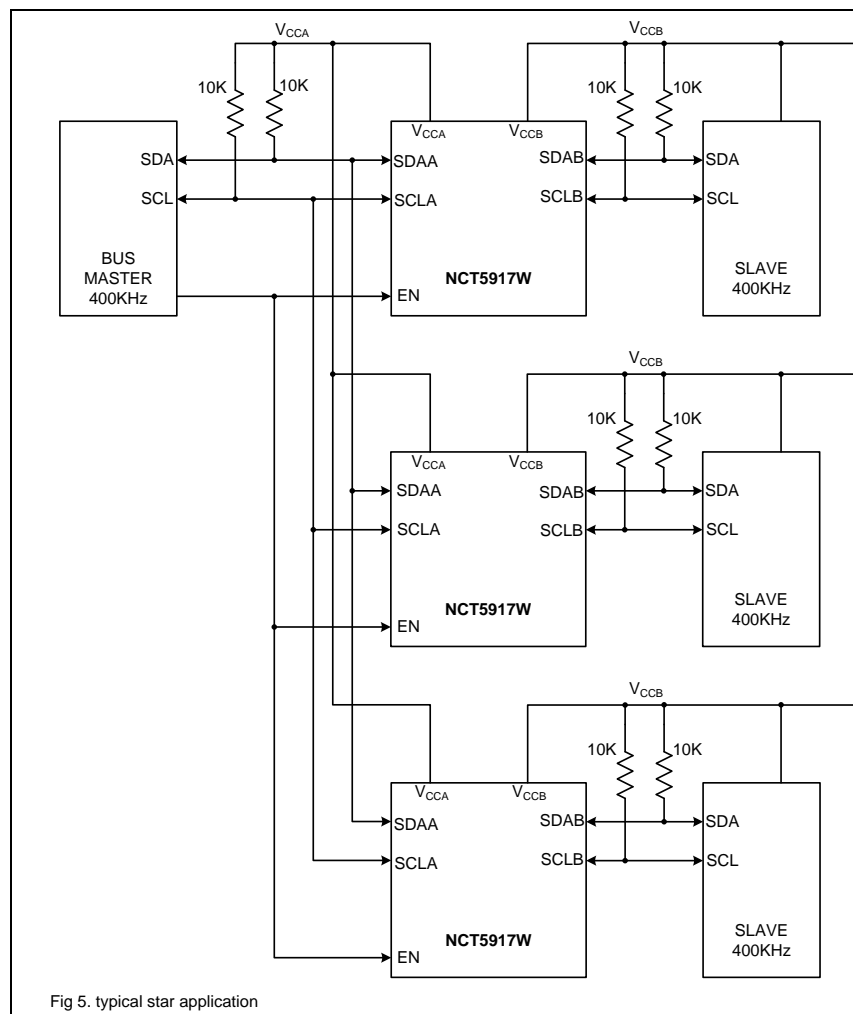 VCCA
VCCB
10K
10K
10K
10K
VCCA
VCCB
SDA
SDAA
SDAB
SDA
SCL
SCLA
SCLB
SCL
BUS
MASTER
400KHz
NCT5917W
SLAVE
400KHz
EN
VCCB
10K
10K
VCCA
VCCB
SDAA
SDAB
SDA
SCLA
SCLB
SCL
NCT5917W
SLAVE
400KHz
EN
VCCB
10K
10K
VCCA
VCCB
SDAA
SDAB
SDA
SCLA
SCLB
SCL
NCT5917W
SLAVE
400KHz
EN
Fig 5. typical star application